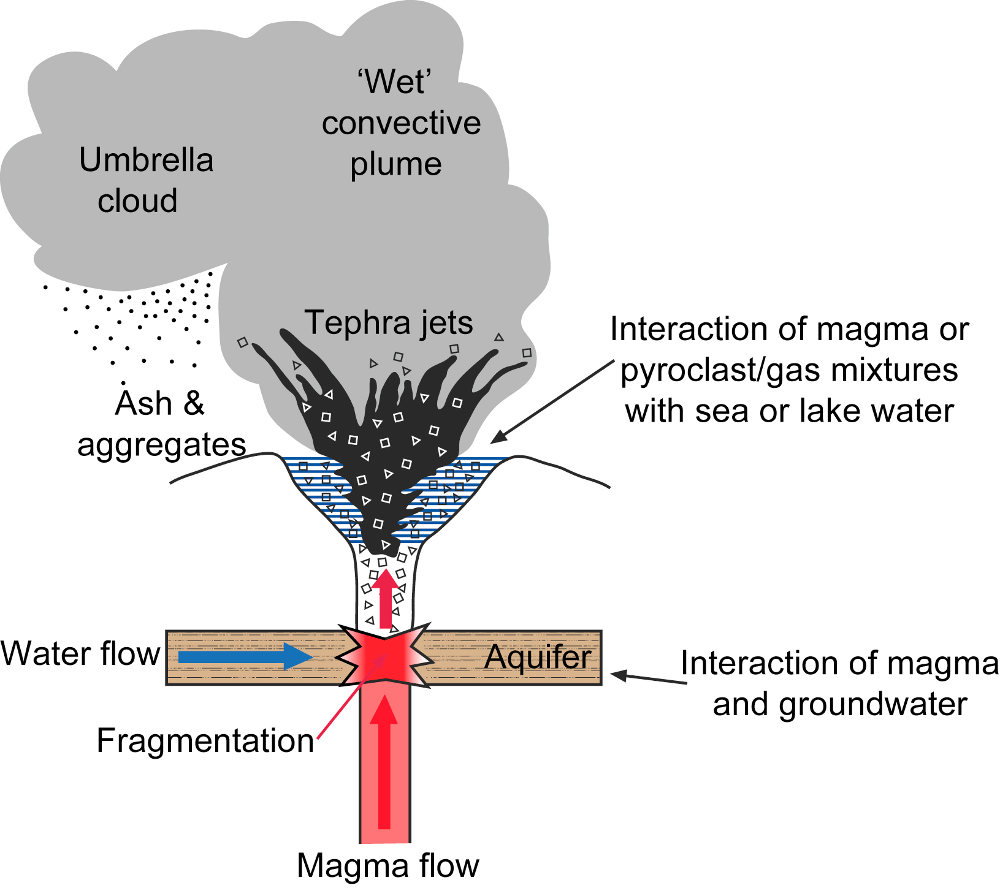 ‘Wet’
convective
plume
Umbrella
cloud
Tephra jets
Interaction of magma or
pyroclast/gas mixtures
with sea or lake water
Ash &
aggregates
Water flow
Aquifer
Interaction of magma
and groundwater
Fragmentation
Magma flow